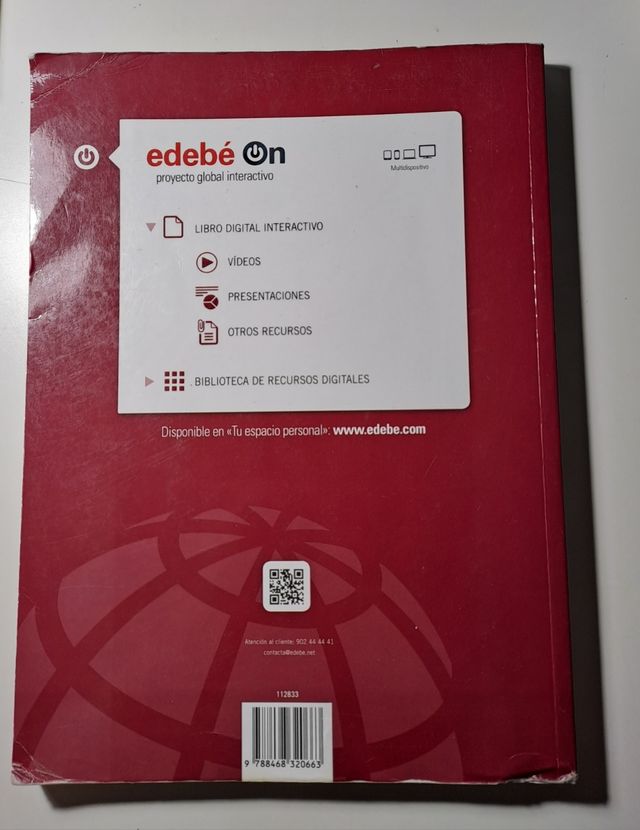 edebé On
proyecto global interactivo
Multidispositivo
LIBRO DIGITAL INTERACTIVO
VÍDEOS
PRESENTACIONES
OTROS RECURSOS
BIBLIOTECA DE RECURSOS DIGITALES
Disponible en «Tu espacio personal»: www.edebe.com
Atención al cliente: 902 44 44 41
contacta@edebe.net
112833
9 788468 320663